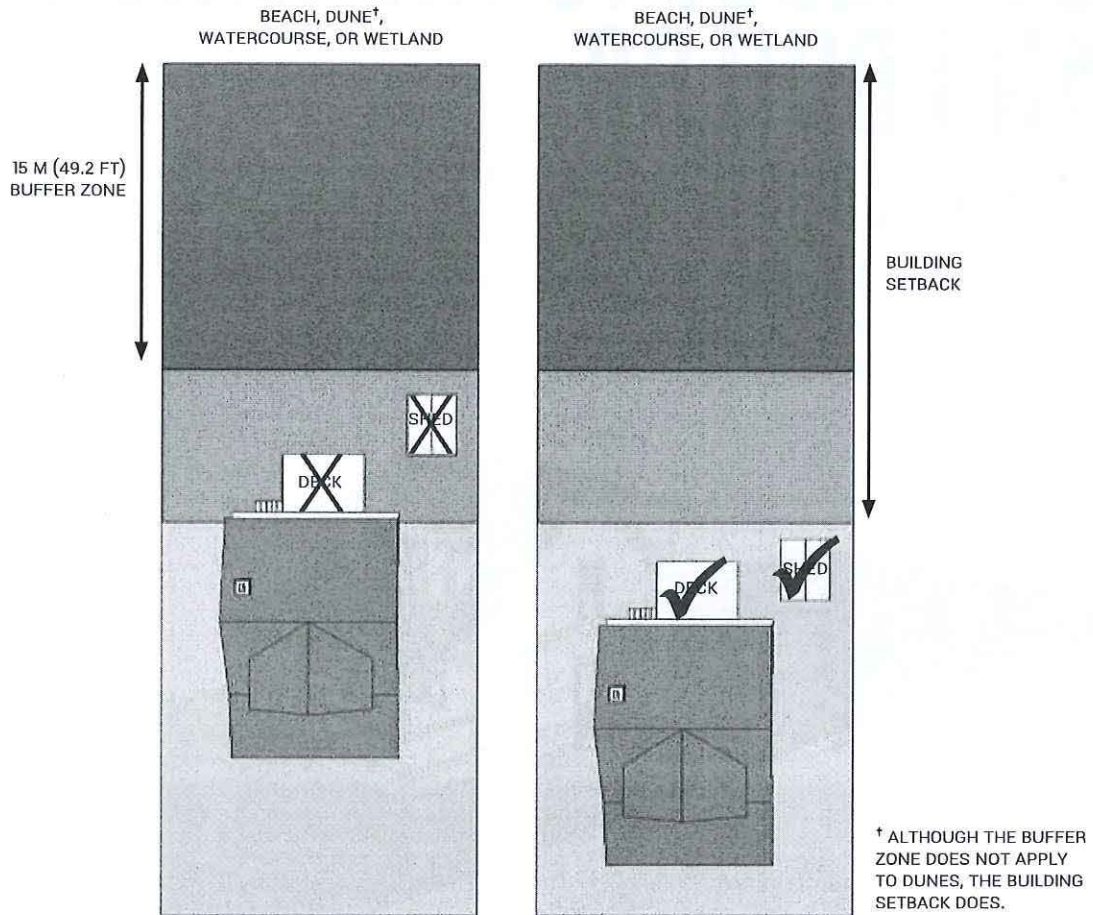 BEACH, DUNE†,
WATERCOURSE, OR WETLAND
BEACH, DUNE†,
WATERCOURSE, OR WETLAND
15 M (49.2 FT)
BUFFER ZONE
BUILDING
SETBACK
SHED
DECK
SHED
DECK
† ALTHOUGH THE BUFFER
ZONE DOES NOT APPLY
TO DUNES, THE BUILDING
SETBACK DOES.